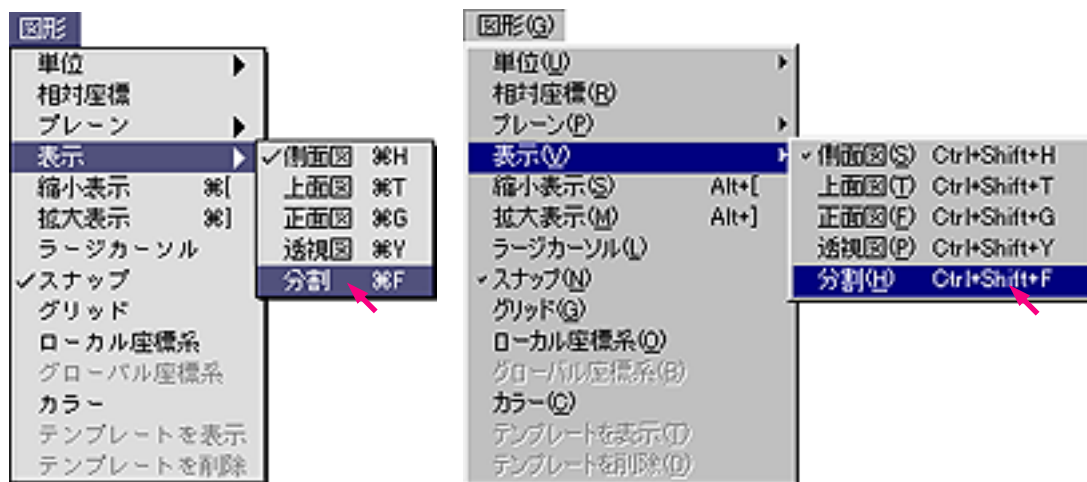 図形
単位
相対座標
プレーン
表示
縮小表示 ⌘[
拡大表示 ⌘]
ラージカーソル
✓スナップ
グリッド
ローカル座標系
グローバル座標系
カラー
テンプレートを表示
テンプレートを削除
✓側面図 ⌘H
上面図 ⌘T
正面図 ⌘G
透視図 ⌘Y
分割 ⌘F
図形(G)
単位(U)
相対座標(R)
プレーン(P)
表示(V)
縮小表示(S) Alt+[
拡大表示(M) Alt+]
ラージカーソル(L)
✓スナップ(N)
グリッド(G)
ローカル座標系(O)
グローバル座標系(B)
カラー(C)
テンプレートを表示(T)
テンプレートを削除(D)
✓側面図(S) Ctrl+Shift+H
上面図(T) Ctrl+Shift+T
正面図(F) Ctrl+Shift+G
透視図(P) Ctrl+Shift+Y
分割(H) Ctrl+Shift+F